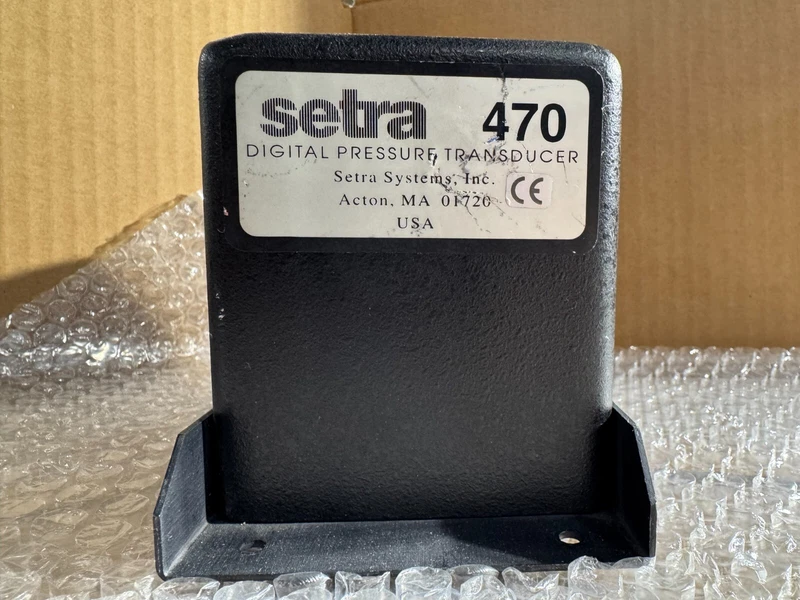 setra 470
DIGITAL PRESSURE TRANSDUCER
Setra Systems, Inc.
Acton, MA 01720
USA
CE